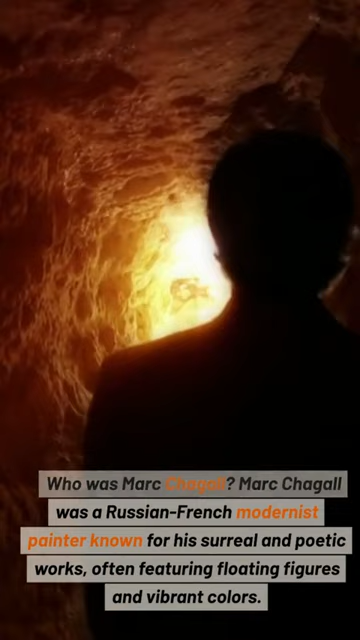 Who was Marc Chagall? Marc Chagall
was a Russian-French modernist
painter known for his surreal and poetic
works, often featuring floating figures
and vibrant colors.